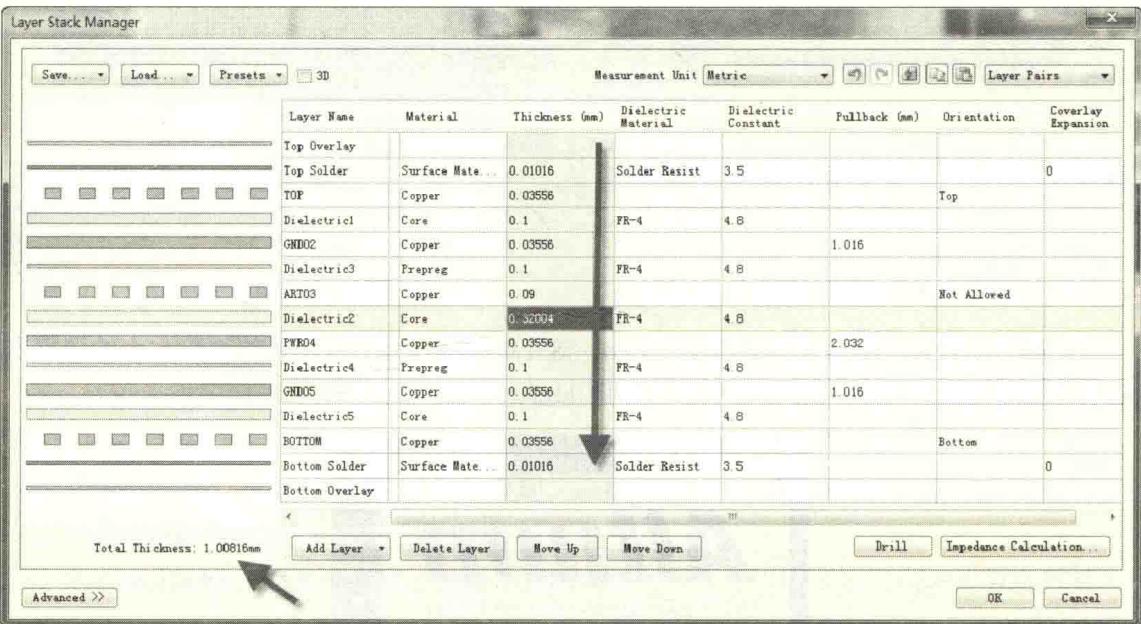 Layer Stack Manager
Save... Load... Presets 3D Measurement Unit Metric Layer Pairs
Layer Name Material Thickness (mm) Dielectric Material Dielectric Constant Pullback (mm) Orientation Coverlay Expansion
Top Overlay
Top Solder Surface Mate... 0.01016 Solder Resist 3.5 0
TOP Copper 0.03556 Top
Dielectric1 Core 0.1 FR-4 4.8
GND02 Copper 0.03556 1.016
Dielectric3 Prepreg 0.1 FR-4 4.8
ART03 Copper 0.09 Not Allowed
Dielectric2 Core 0.32004 FR-4 4.8
PWR04 Copper 0.03556 2.032
Dielectric4 Prepreg 0.1 FR-4 4.8
GND05 Copper 0.03556 1.016
Dielectric5 Core 0.1 FR-4 4.8
BOTTOM Copper 0.03556 Bottom
Bottom Solder Surface Mate... 0.01016 Solder Resist 3.5 0
Bottom Overlay
Total Thickness: 1.00816mm Add Layer Delete Layer Move Up Move Down Drill Impedance Calculation...
Advanced >> OK Cancel